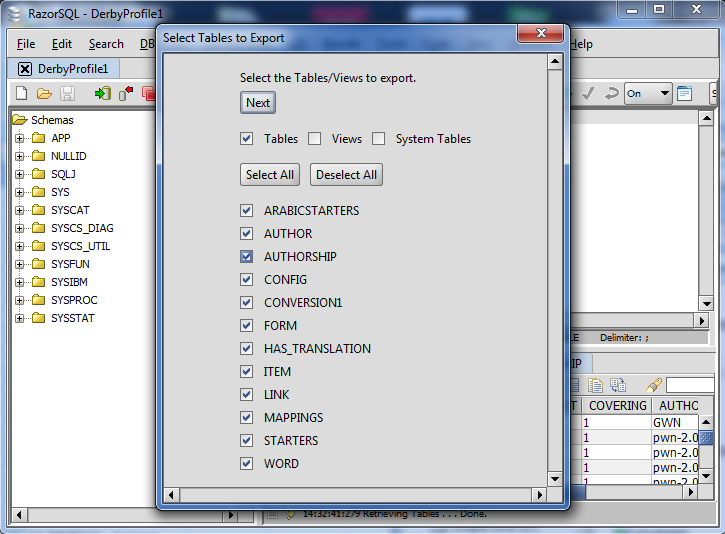 RazorSQL - DerbyProfile1
Select Tables to Export
File Edit Search DB Help
DerbyProfile1
On
Schemas
APP
NULLID
SQLJ
SYS
SYSCAT
SYSCS_DIAG
SYSCS_UTIL
SYSFUN
SYSIBM
SYSPROC
SYSSTAT
Select the Tables/Views to export.
Next
Tables Views System Tables
Select All Deselect All
ARABICSTARTERS
AUTHOR
AUTHORSHIP
CONFIG
CONVERSION1
FORM
HAS_TRANSLATION
ITEM
LINK
MAPPINGS
STARTERS
WORD
Delimiter: ;
COVERING AUTHO
1 GWN
1 pwn-2.0
1 pwn-2.0
1 pwn-2.0
1 pwn-2.0
14:32:41:279 Retrieving Tables . . . Done.